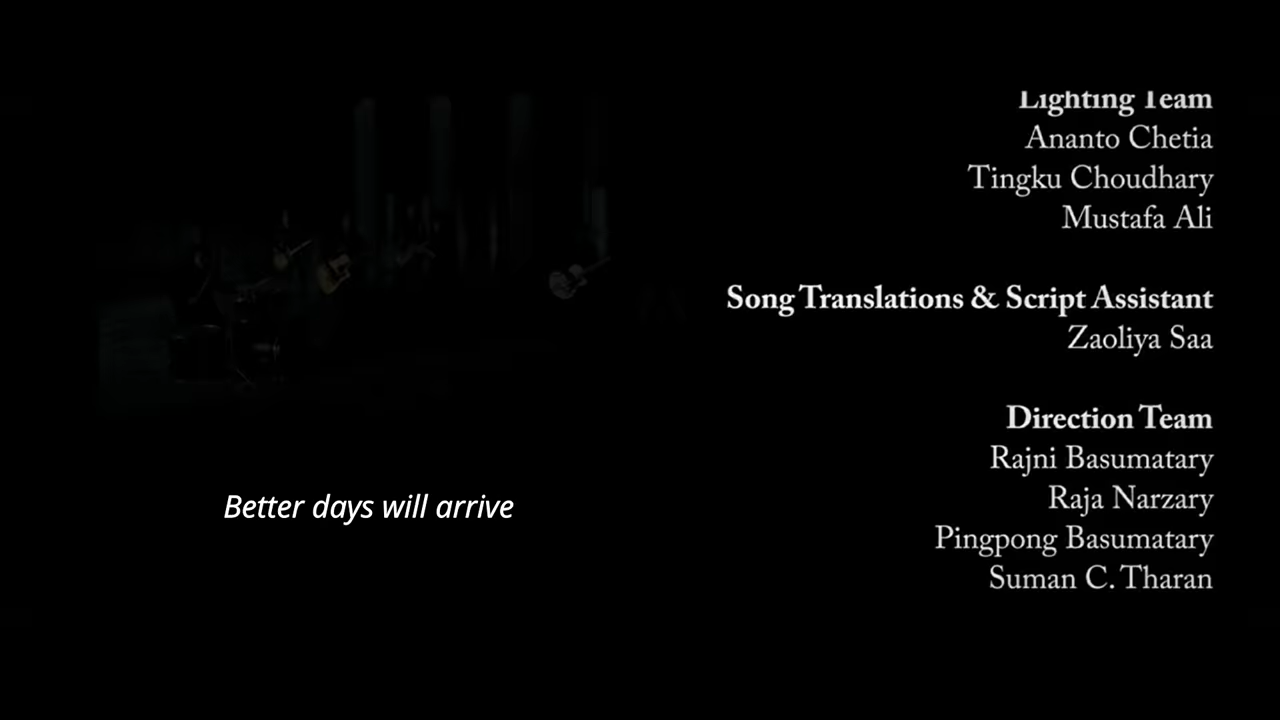 Lighting Team
Ananto Chetia
Tingku Choudhary
Mustafa Ali
Song Translations & Script Assistant
Zaoliya Saa
Direction Team
Rajni Basumatary
Raja Narzary
Pingpong Basumatary
Suman C. Tharan
Better days will arrive